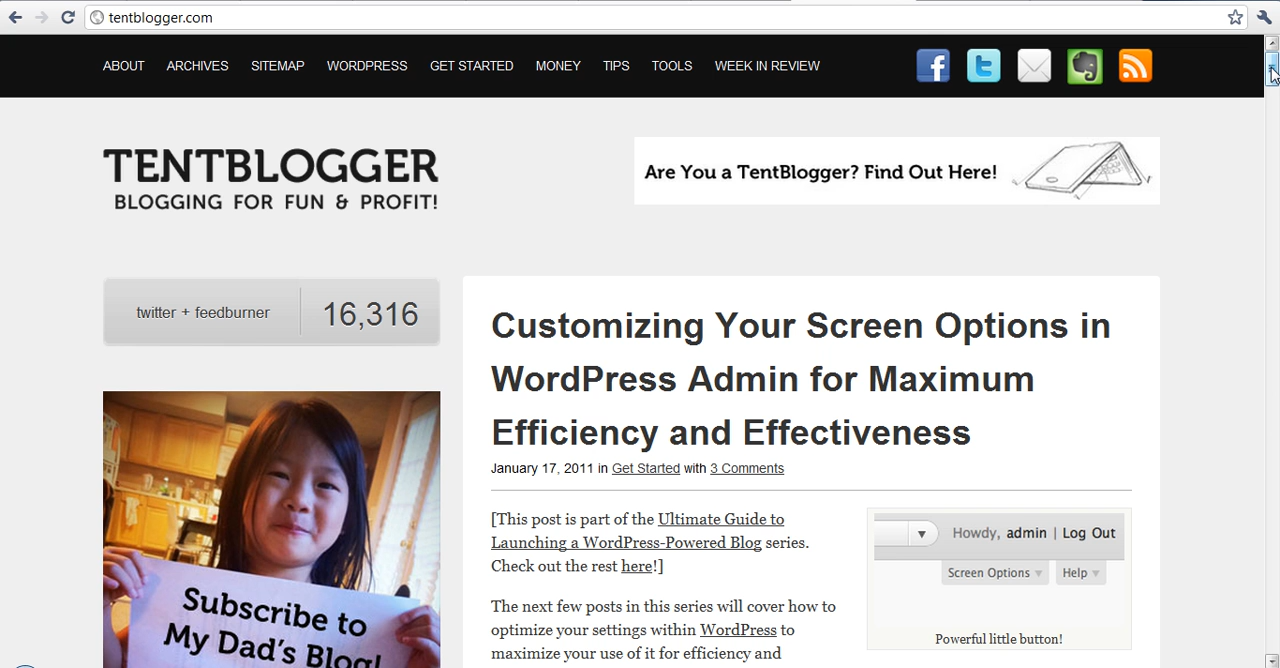 tentblogger.com
ABOUT ARCHIVES SITEMAP WORDPRESS GET STARTED MONEY TIPS TOOLS WEEK IN REVIEW
TENTBLOGGER
BLOGGING FOR FUN & PROFIT!
Are You a TentBlogger? Find Out Here!
twitter + feedburner 16,316
Subscribe to
My Dad's Blog!
Customizing Your Screen Options in
WordPress Admin for Maximum
Efficiency and Effectiveness
January 17, 2011 in Get Started with 3 Comments
[This post is part of the Ultimate Guide to
Launching a WordPress-Powered Blog series.
Check out the rest here!]
The next few posts in this series will cover how to
optimize your settings within WordPress to
maximize your use of it for efficiency and
Howdy, admin | Log Out
Screen Options Help
Powerful little button!